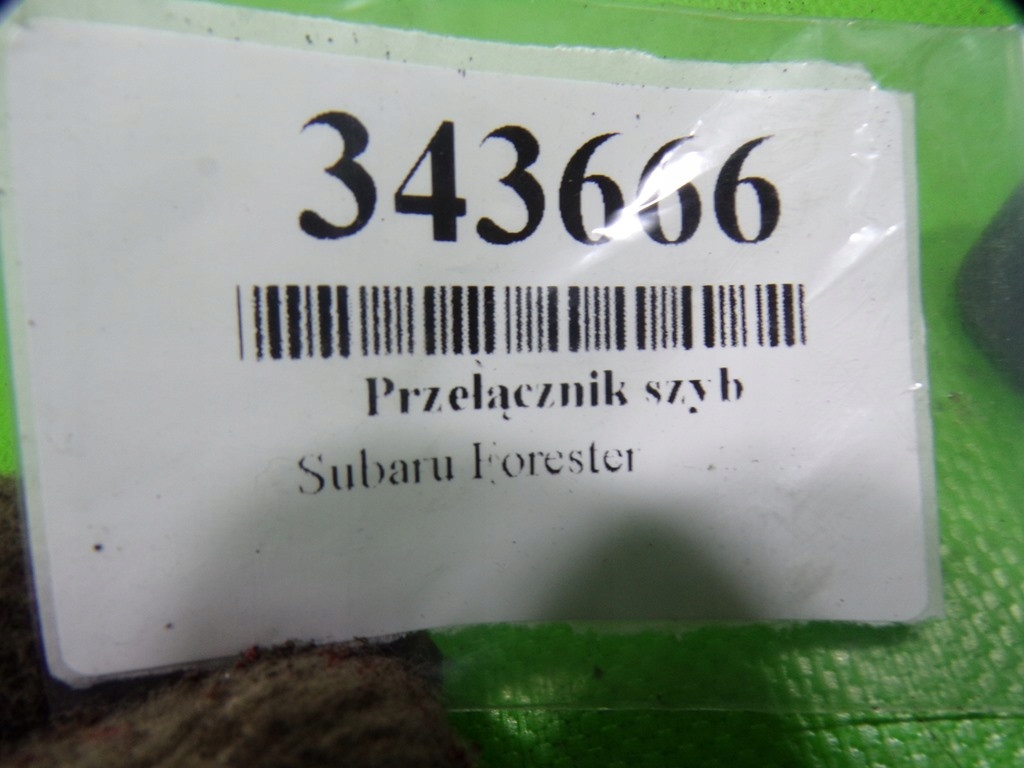 343666
Przełącznik szyb
Subaru Forester